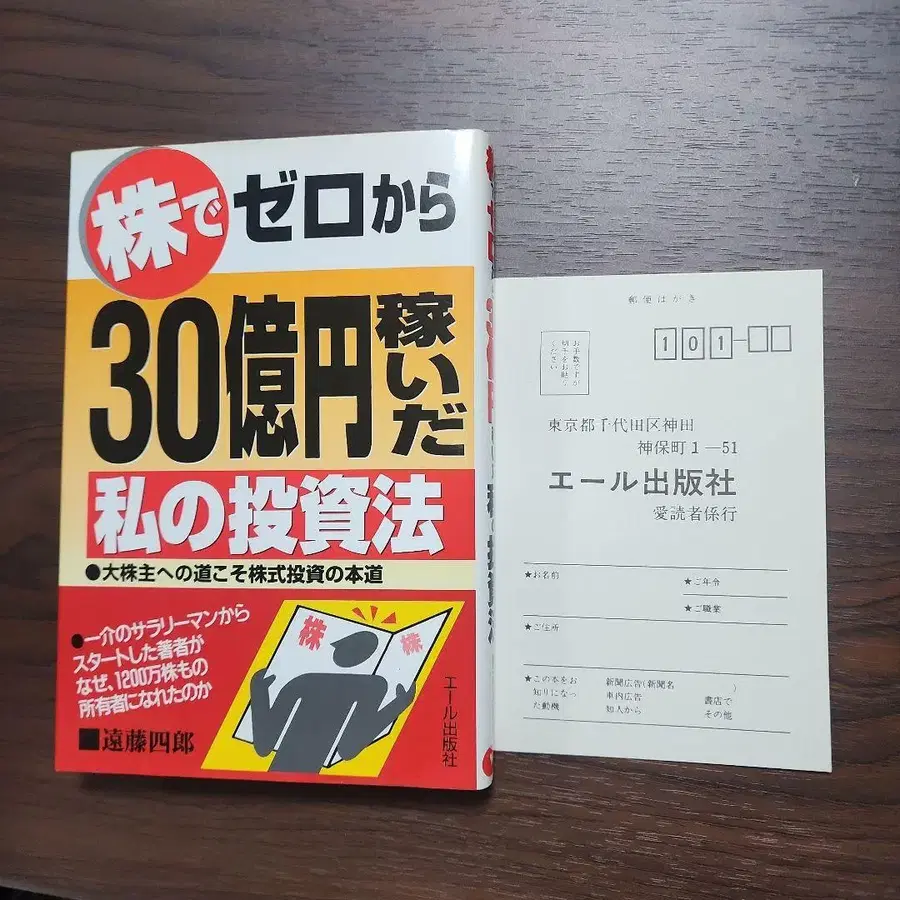 株で ゼロから
30億円
稼いだ
私の投資法
●大株主への道こそ株式投資の本道
●一介のサラリーマンから
スタートした著者が
なぜ、1200万株もの
所有者になれたのか
■遠藤四郎
株
株
エール出版社
郵便はがき
お手数ですが
切手をお貼り
ください
101-□□
東京都千代田区神田
神保町1―51
エール出版社
愛読者係行
★お名前
★ご年令
★ご職業
★ご住所
★この本をお
知りになっ
た動機
新聞広告(新聞名 )
車内広告 書店で
知人から その他